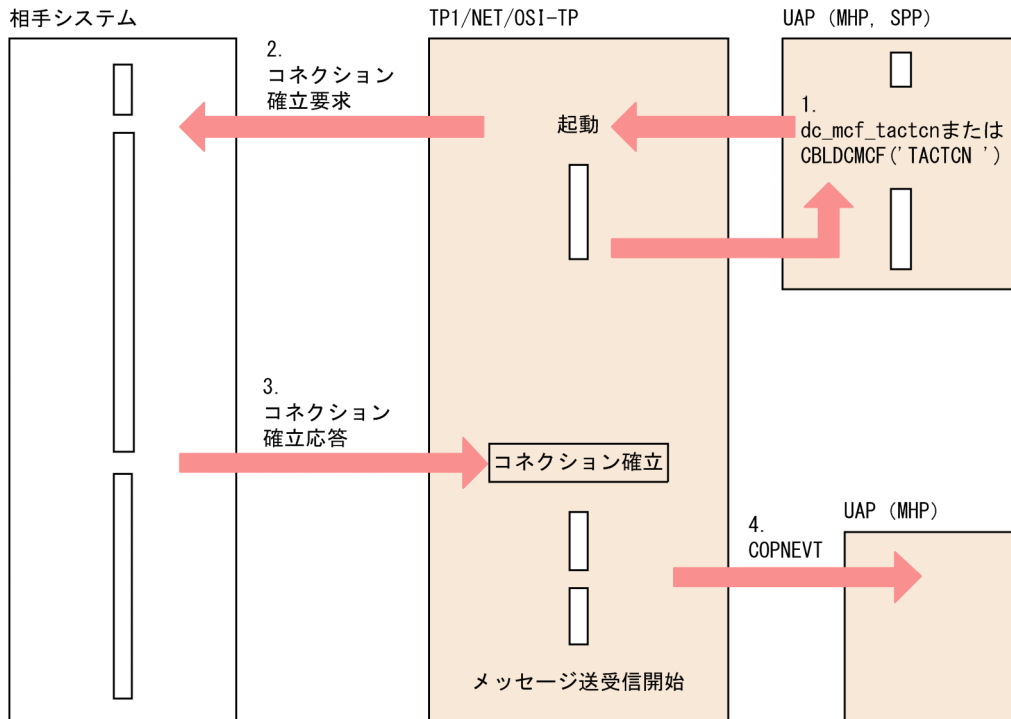 相手システム
TP1/NET/OSI-TP
UAP (MHP, SPP)
2.
コネクション
確立要求
起動
1.
dc_mcf_tactcnまたは
CBLDCMCF('TACTCN ')
3.
コネクション
確立応答
コネクション確立
UAP (MHP)
4.
COPNEVT
メッセージ送受信開始